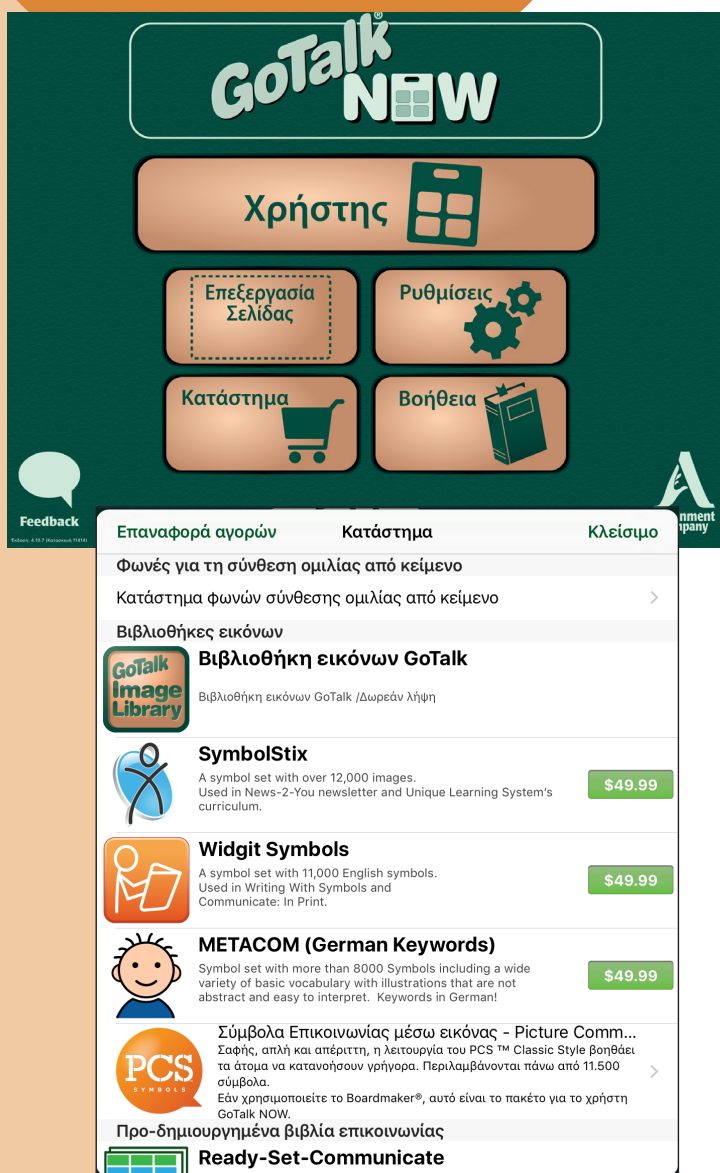 GoTalk®
NOW
Χρήστης
Επεξεργασία
Σελίδας
Ρυθμίσεις
Κατάστημα
Βοήθεια
Feedback
Έκδοση: 4.10.7 (Κατασκευή 11414)
Επαναφορά αγορών Κατάστημα Κλείσιμο
Φωνές για τη σύνθεση ομιλίας από κείμενο
Κατάστημα φωνών σύνθεσης ομιλίας από κείμενο
Βιβλιοθήκες εικόνων
GoTalk
Image
Library
Βιβλιοθήκη εικόνων GoTalk
Βιβλιοθήκη εικόνων GoTalk /Δωρεάν λήψη
SymbolStix
A symbol set with over 12,000 images.
Used in News-2-You newsletter and Unique Learning System's
curriculum.
$49.99
Widgit Symbols
A symbol set with 11,000 English symbols.
Used in Writing With Symbols and
Communicate: In Print.
$49.99
METACOM (German Keywords)
Symbol set with more than 8000 Symbols including a wide
variety of basic vocabulary with illustrations that are not
abstract and easy to interpret. Keywords in German!
$49.99
PCS
SYMBOLS
Σύμβολα Επικοινωνίας μέσω εικόνας - Picture Comm...
Σαφής, απλή και απέριττη, η λειτουργία του PCS ™ Classic Style βοηθάει
τα άτομα να κατανοήσουν γρήγορα. Περιλαμβάνονται πάνω από 11.500
σύμβολα.
Εάν χρησιμοποιείτε το Boardmaker®, αυτό είναι το πακέτο για το χρήστη
GoTalk NOW.
Προ-δημιουργημένα βιβλία επικοινωνίας
Ready-Set-Communicate